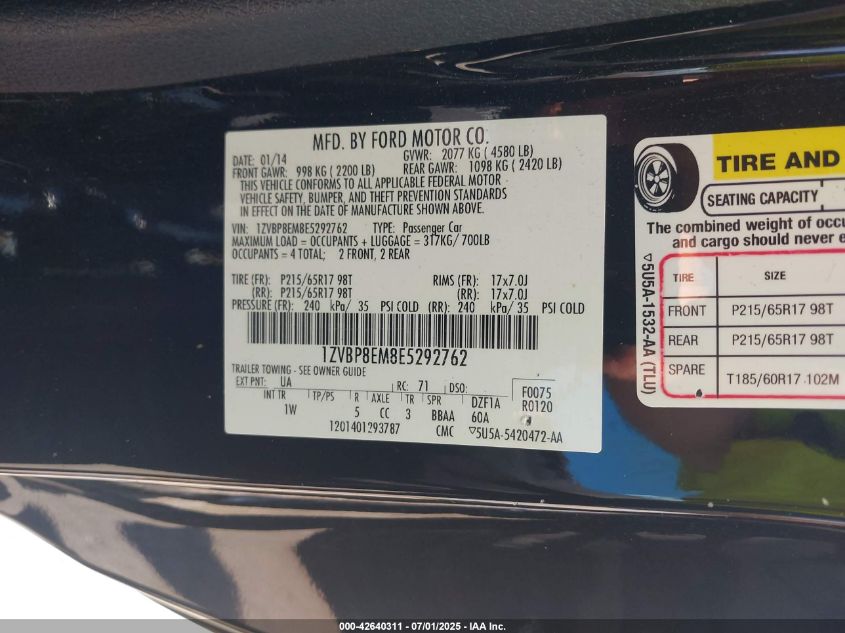 MFD. BY FORD MOTOR CO.
DATE: 01/14 GVWR: 2077 KG ( 4580 LB)
FRONT GAWR: 998 KG ( 2200 LB) REAR GAWR: 1098 KG ( 2420 LB)
THIS VEHICLE CONFORMS TO ALL APPLICABLE FEDERAL MOTOR
VEHICLE SAFETY, BUMPER, AND THEFT PREVENTION STANDARDS
IN EFFECT ON THE DATE OF MANUFACTURE SHOWN ABOVE.
VIN: 1ZVBP8EM8E5292762 TYPE: Passenger Car
MAXIMUM LOAD = OCCUPANTS + LUGGAGE = 317KG/ 700LB
OCCUPANTS = 4 TOTAL; 2 FRONT, 2 REAR
TIRE (FR): P215/65R17 98T RIMS (FR): 17x7.0J
(RR): P215/65R17 98T (RR): 17x7.0J
PRESSURE (FR): 240 kPa/ 35 PSI COLD (RR): 240 kPa/ 35 PSI COLD
1ZVBP8EM8E5292762
TRAILER TOWING - SEE OWNER GUIDE
EXT PNT: UA RC: 71 DSO: F0075
INT TR TP/PS R AXLE TR SPR DZF1A R0120
1W 5 CC 3 BBAA 60A
1201401293787 CMC ▽5U5A-5420472-AA
TIRE AND
SEATING CAPACITY
The combined weight of occu
and cargo should never e
TIRE SIZE
FRONT P215/65R17 98T
REAR P215/65R17 98T
SPARE T185/60R17 102M
▽5U5A-1532-AA (TLU)
000-42640311 - 07/01/2025 - IAA Inc.